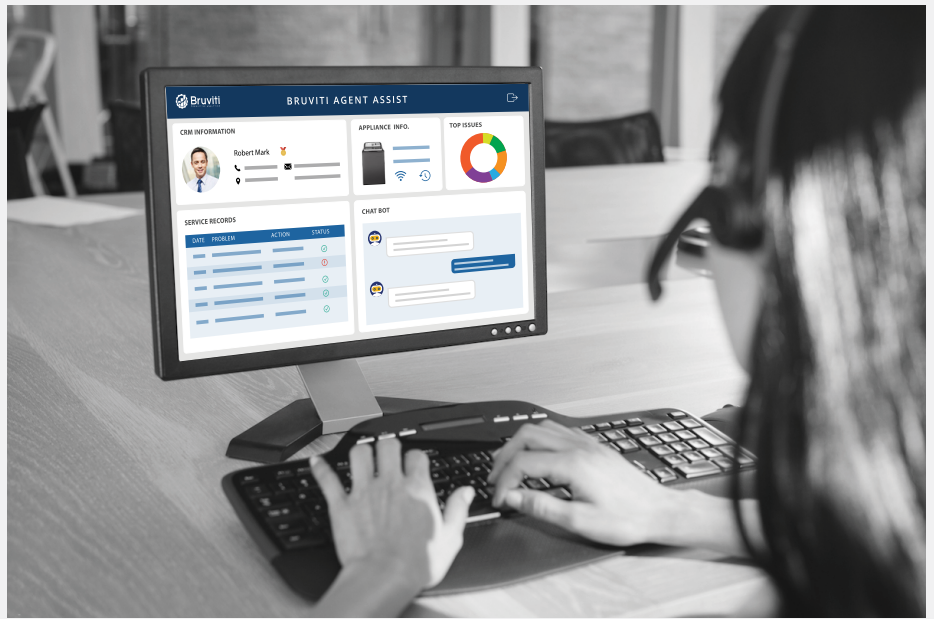 Bruviti
BRUVITI AGENT ASSIST
CRM INFORMATION
Robert Mark
APPLIANCE INFO.
TOP ISSUES
SERVICE RECORDS
DATE PROBLEM ACTION STATUS
CHAT BOT